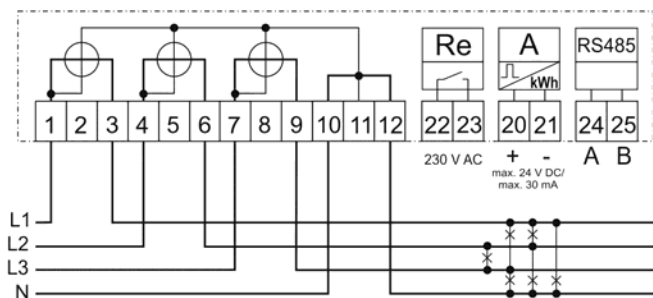 Re A RS485
kWh
1 2 3 4 5 6 7 8 9 10 11 12 22 23 20 21 24 25
230 V AC + - A B
max. 24 V DC/
max. 30 mA
L1
L2
L3
N